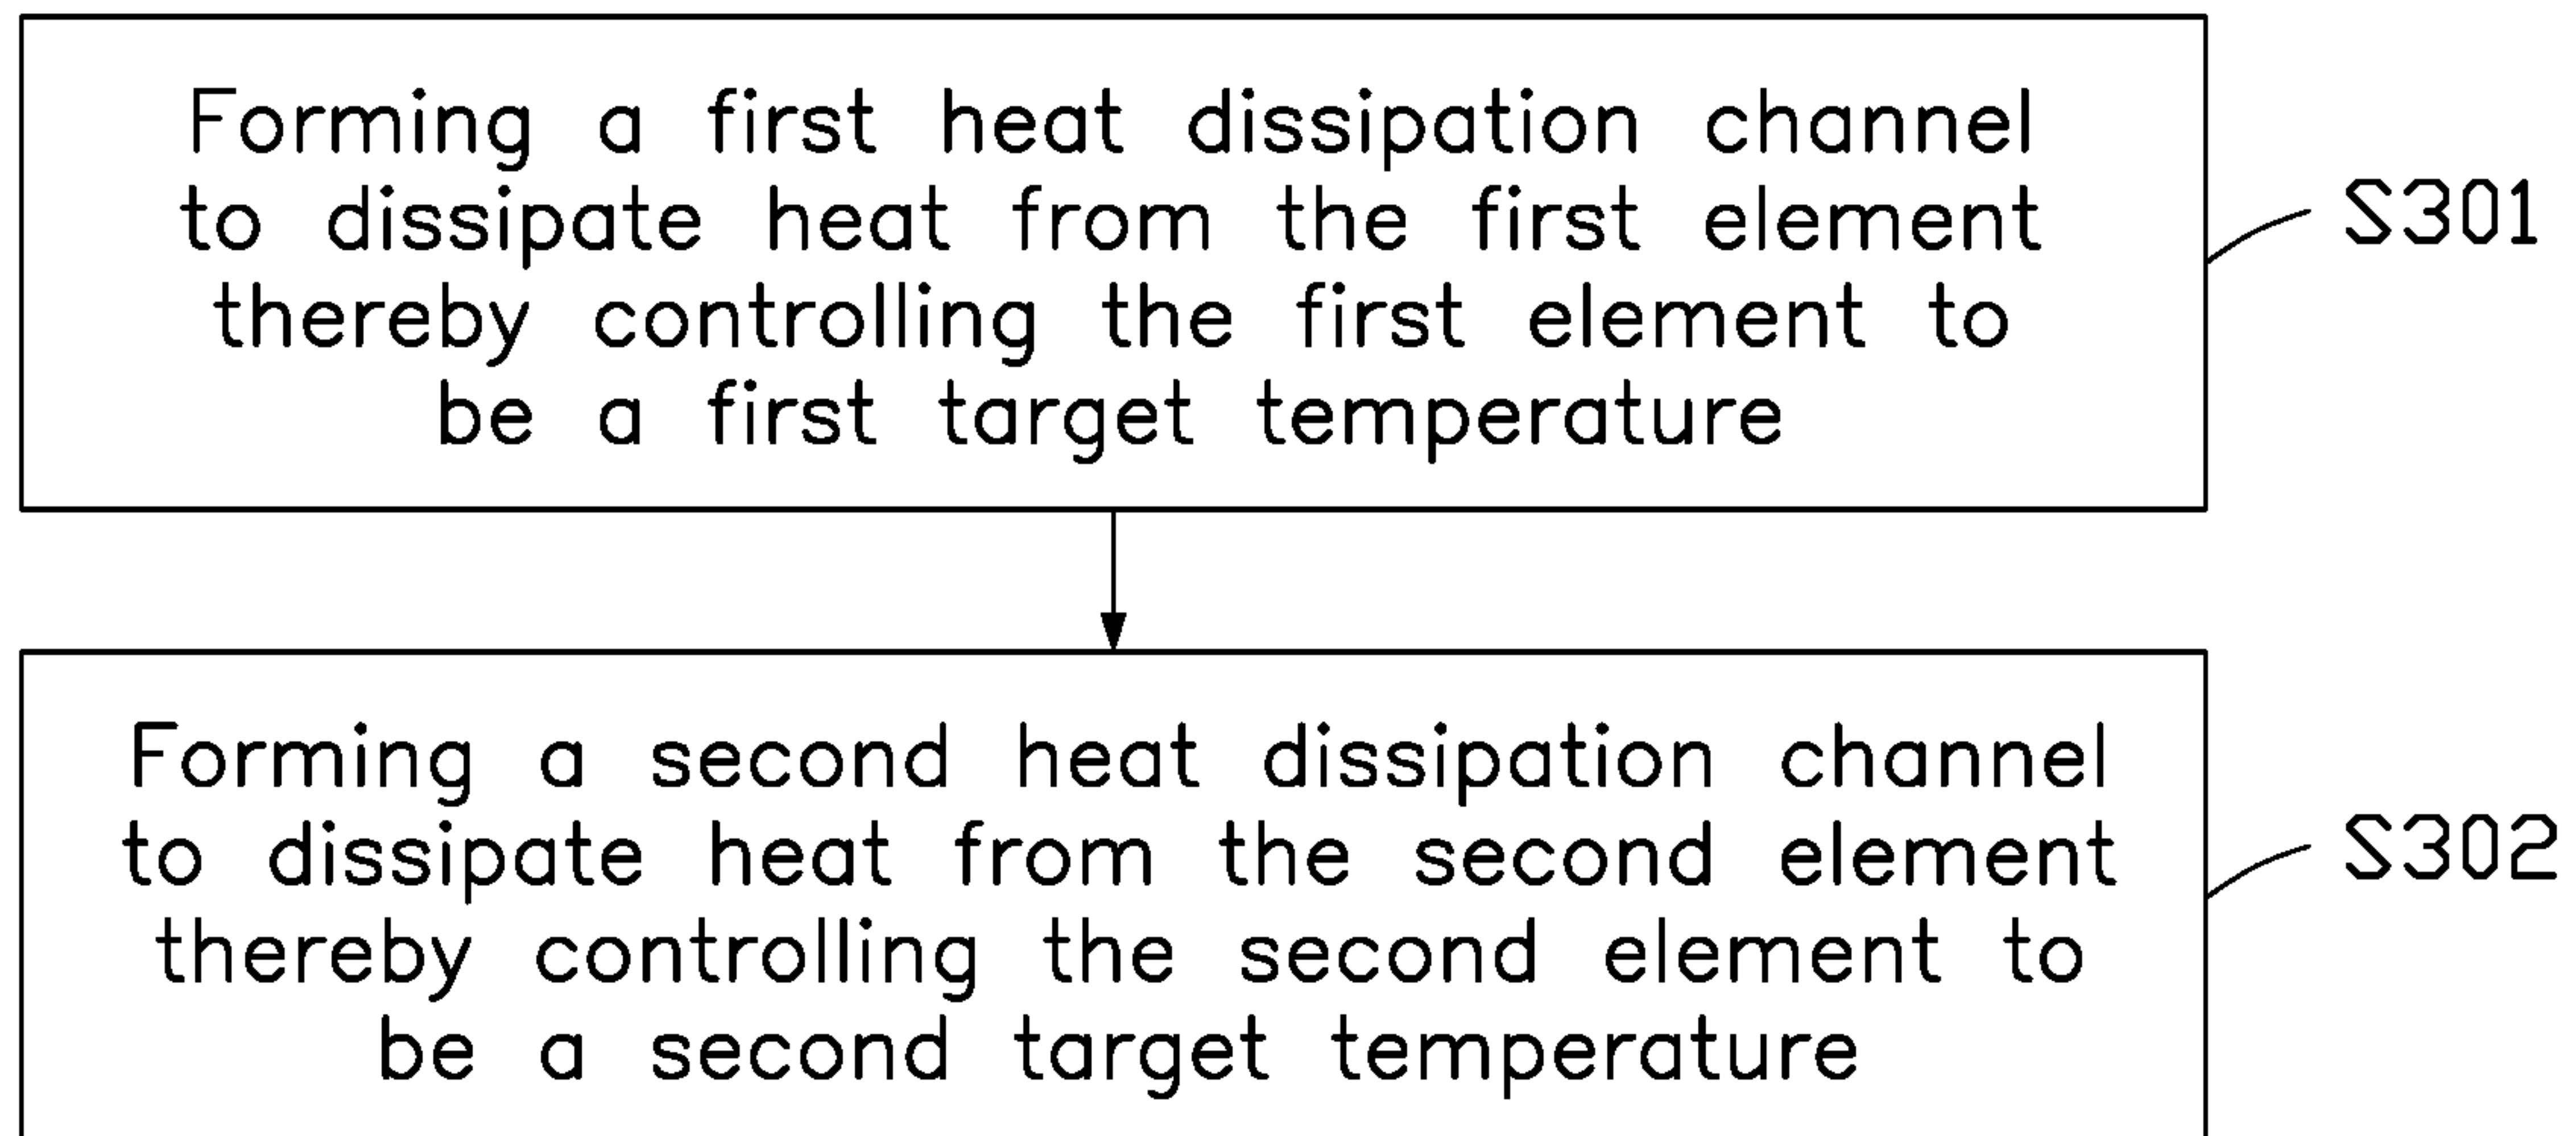 Forming a first heat dissipation channel
to dissipate heat from the first element
thereby controlling the first element to
be a first target temperature
S301
Forming a second heat dissipation channel
to dissipate heat from the second element
thereby controlling the second element to
be a second target temperature
S302